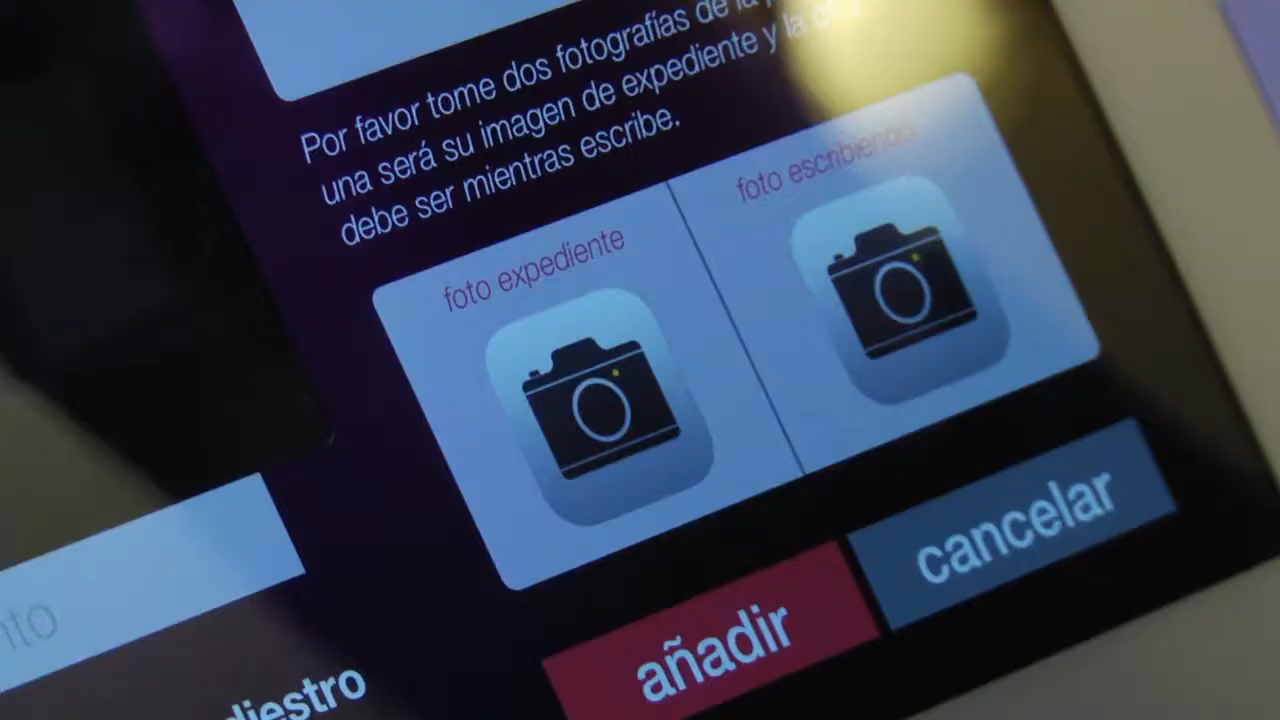 Por favor tome dos fotografías de la
una será su imagen de expediente y la
debe ser mientras escribe.
foto expediente
foto escribiendo
cancelar
añadir
diestro